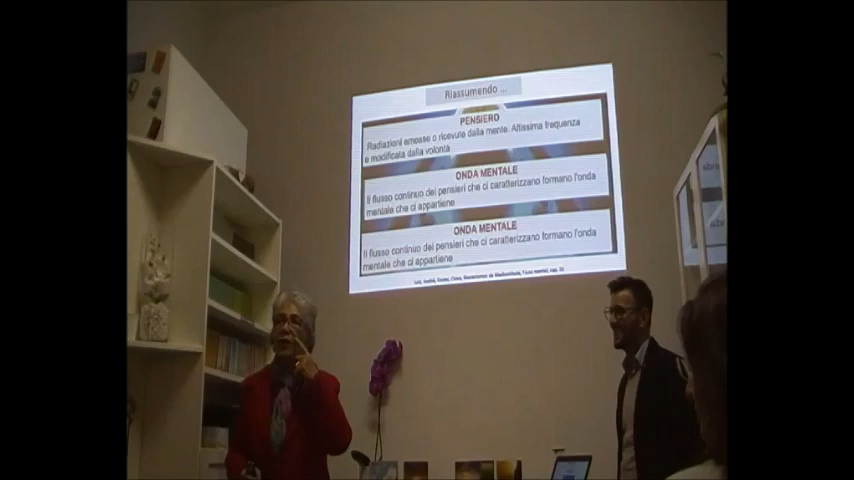 Riassumendo ...
PENSIERO
Radiazioni emesse o ricevute dalla mente. Altissima frequenza
e modificata dalla volontà
ONDA MENTALE
Il flusso continuo dei pensieri che ci caratterizzano formano l'onda
mentale che ci appartiene
ONDA MENTALE
Il flusso continuo dei pensieri che ci caratterizzano formano l'onda
mentale che ci appartiene